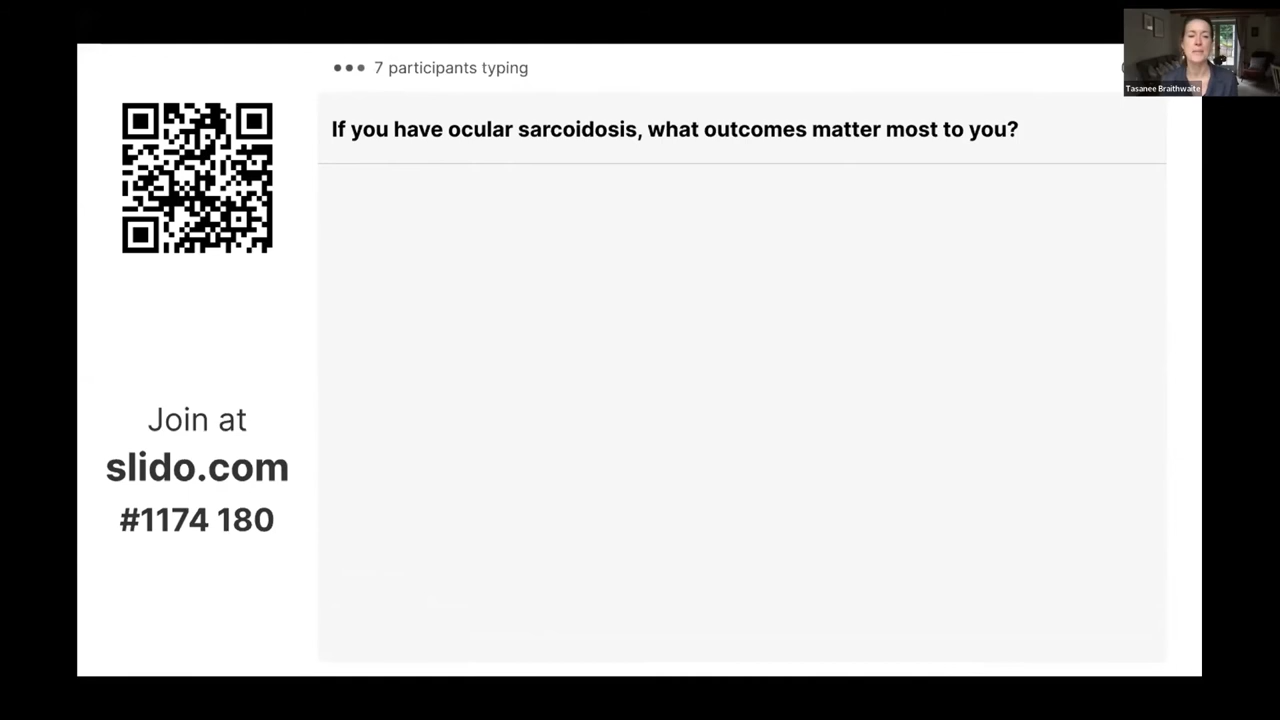 7 participants typing
Tasanee Braithwaite
If you have ocular sarcoidosis, what outcomes matter most to you?
Join at
slido.com
#1174 180